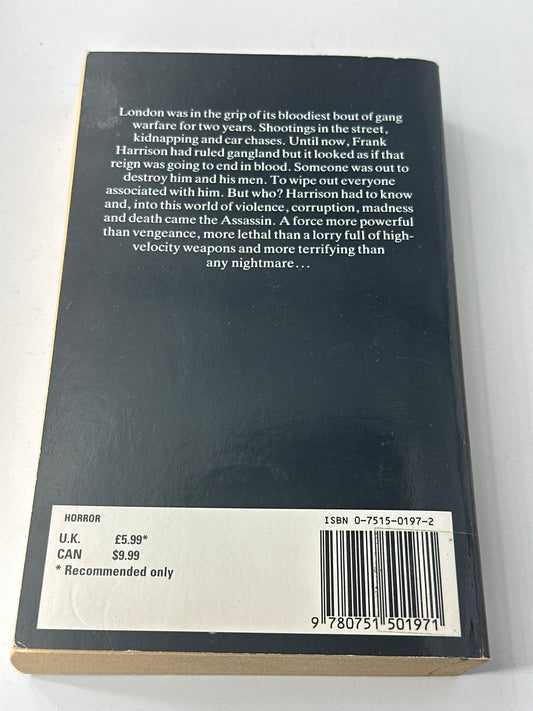 London was in the grip of its bloodiest bout of gang
warfare for two years. Shootings in the street,
kidnapping and car chases. Until now, Frank
Harrison had ruled gangland but it looked as if that
reign was going to end in blood. Someone was out to
destroy him and his men. To wipe out everyone
associated with him. But who? Harrison had to know
and, into this world of violence, corruption, madness
and death came the Assassin. A force more powerful
than vengeance, more lethal than a lorry full of high-
velocity weapons and more terrifying than
any nightmare...
HORROR
U.K. £5.99*
CAN $9.99
* Recommended only
ISBN 0-7515-0197-2
9 780751 501971